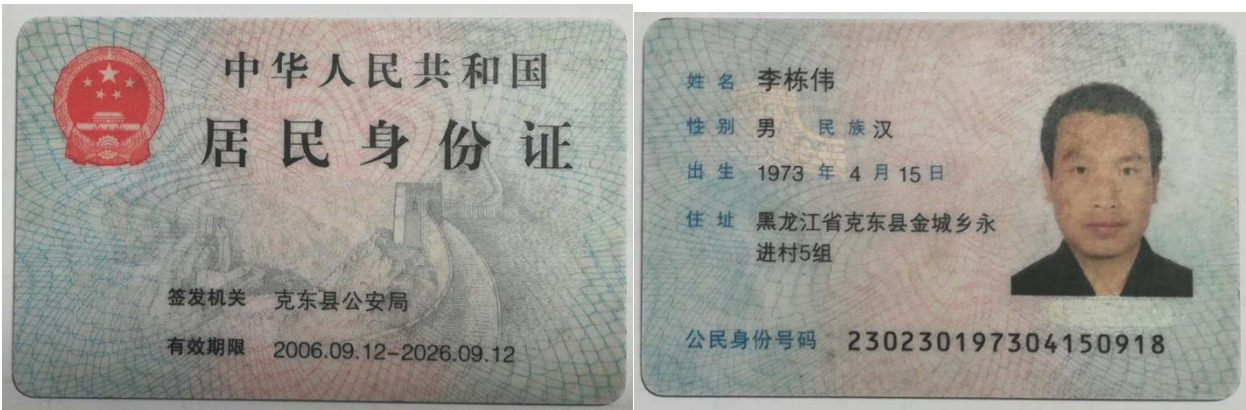 中华人民共和国
居民身份证
签发机关 克东县公安局
有效期限 2006.09.12-2026.09.12
姓名 李栋伟
性别 男 民族 汉
出生 1973 年 4 月 15 日
住址 黑龙江省克东县金城乡永
进村5组
公民身份号码 230230197304150918